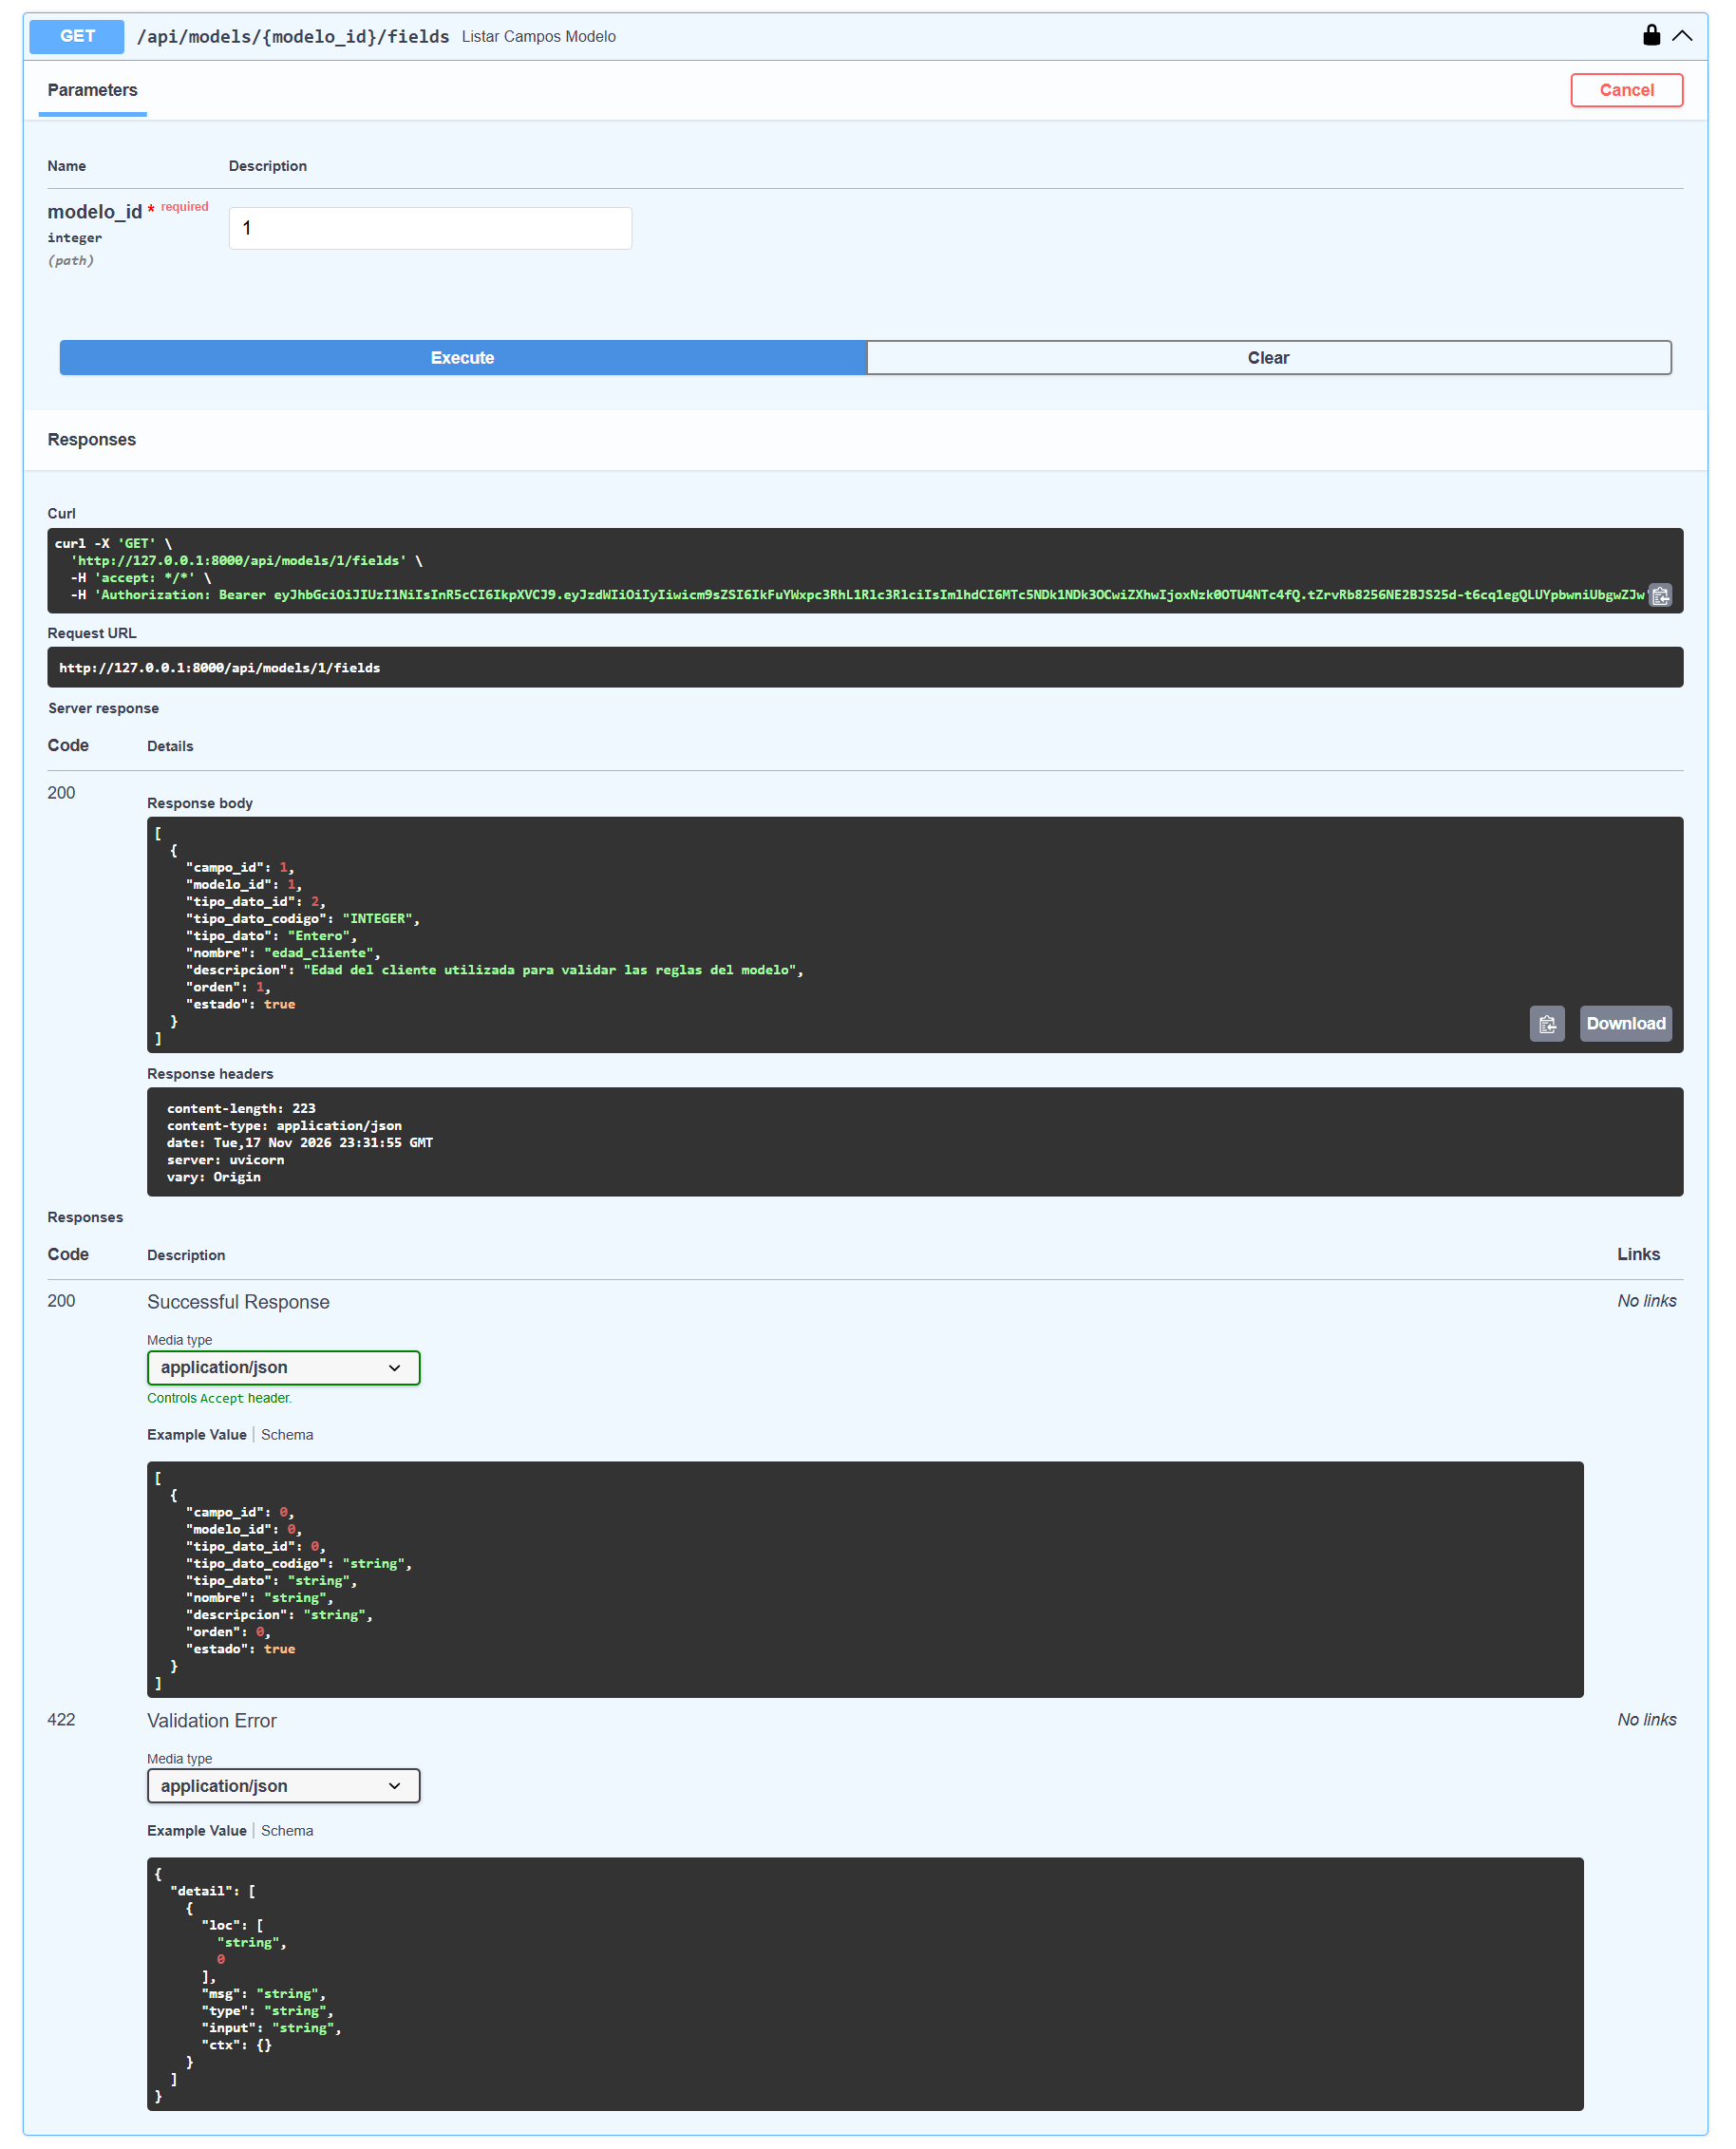 GET /api/models/{modelo_id}/fields Listar Campos Modelo
Parameters
Cancel
Name Description
modelo_id * required
integer
(path)
1
Execute
Clear
Responses
Curl
curl -X 'GET' \
  'http://127.0.0.1:8000/api/models/1/fields' \
  -H 'accept: */*' \
  -H 'Authorization: Bearer eyJhbGciOiJIUzI1NiIsInR5cCI6IkpXVCJ9.eyJzdWIiOiIyIiwicm9sZSI6IkFuYWxpc3RhL1Rlc3RlciIsImlhdCI6MTc5NDk1NDk3OCwiZXhwIjoxNzk0OTU4NTc4fQ.tZrvRb8256NE2BJS25d-t6cq1egQLUYpbwniUbgwZJw'
Request URL
http://127.0.0.1:8000/api/models/1/fields
Server response
Code Details
200
Response body
[
  {
    "campo_id": 1,
    "modelo_id": 1,
    "tipo_dato_id": 2,
    "tipo_dato_codigo": "INTEGER",
    "tipo_dato": "Entero",
    "nombre": "edad_cliente",
    "descripcion": "Edad del cliente utilizada para validar las reglas del modelo",
    "orden": 1,
    "estado": true
  }
]
Download
Response headers
content-length: 223
content-type: application/json
date: Tue,17 Nov 2026 23:31:55 GMT
server: uvicorn
vary: Origin
Responses
Code Description Links
200 Successful Response No links
Media type
application/json
Controls Accept header.
Example Value Schema
[
  {
    "campo_id": 0,
    "modelo_id": 0,
    "tipo_dato_id": 0,
    "tipo_dato_codigo": "string",
    "tipo_dato": "string",
    "nombre": "string",
    "descripcion": "string",
    "orden": 0,
    "estado": true
  }
]
422 Validation Error No links
Media type
application/json
Example Value Schema
{
  "detail": [
    {
      "loc": [
        "string",
        0
      ],
      "msg": "string",
      "type": "string",
      "input": "string",
      "ctx": {}
    }
  ]
}